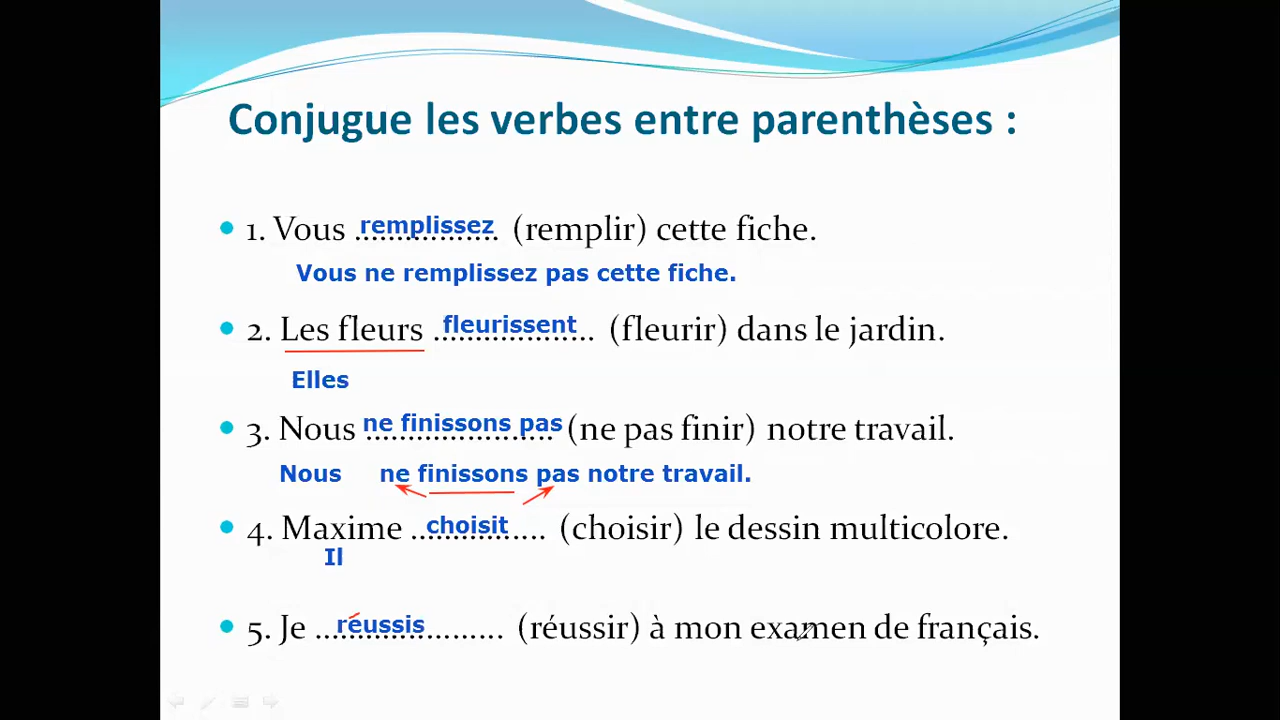 Conjugue les verbes entre parenthèses :
1. Vous remplissez (remplir) cette fiche.
Vous ne remplissez pas cette fiche.
2. Les fleurs fleurissent (fleurir) dans le jardin.
Elles
3. Nous ne finissons pas (ne pas finir) notre travail.
Nous ne finissons pas notre travail.
4. Maxime choisit (choisir) le dessin multicolore.
Il
5. Je réussis (réussir) à mon examen de français.